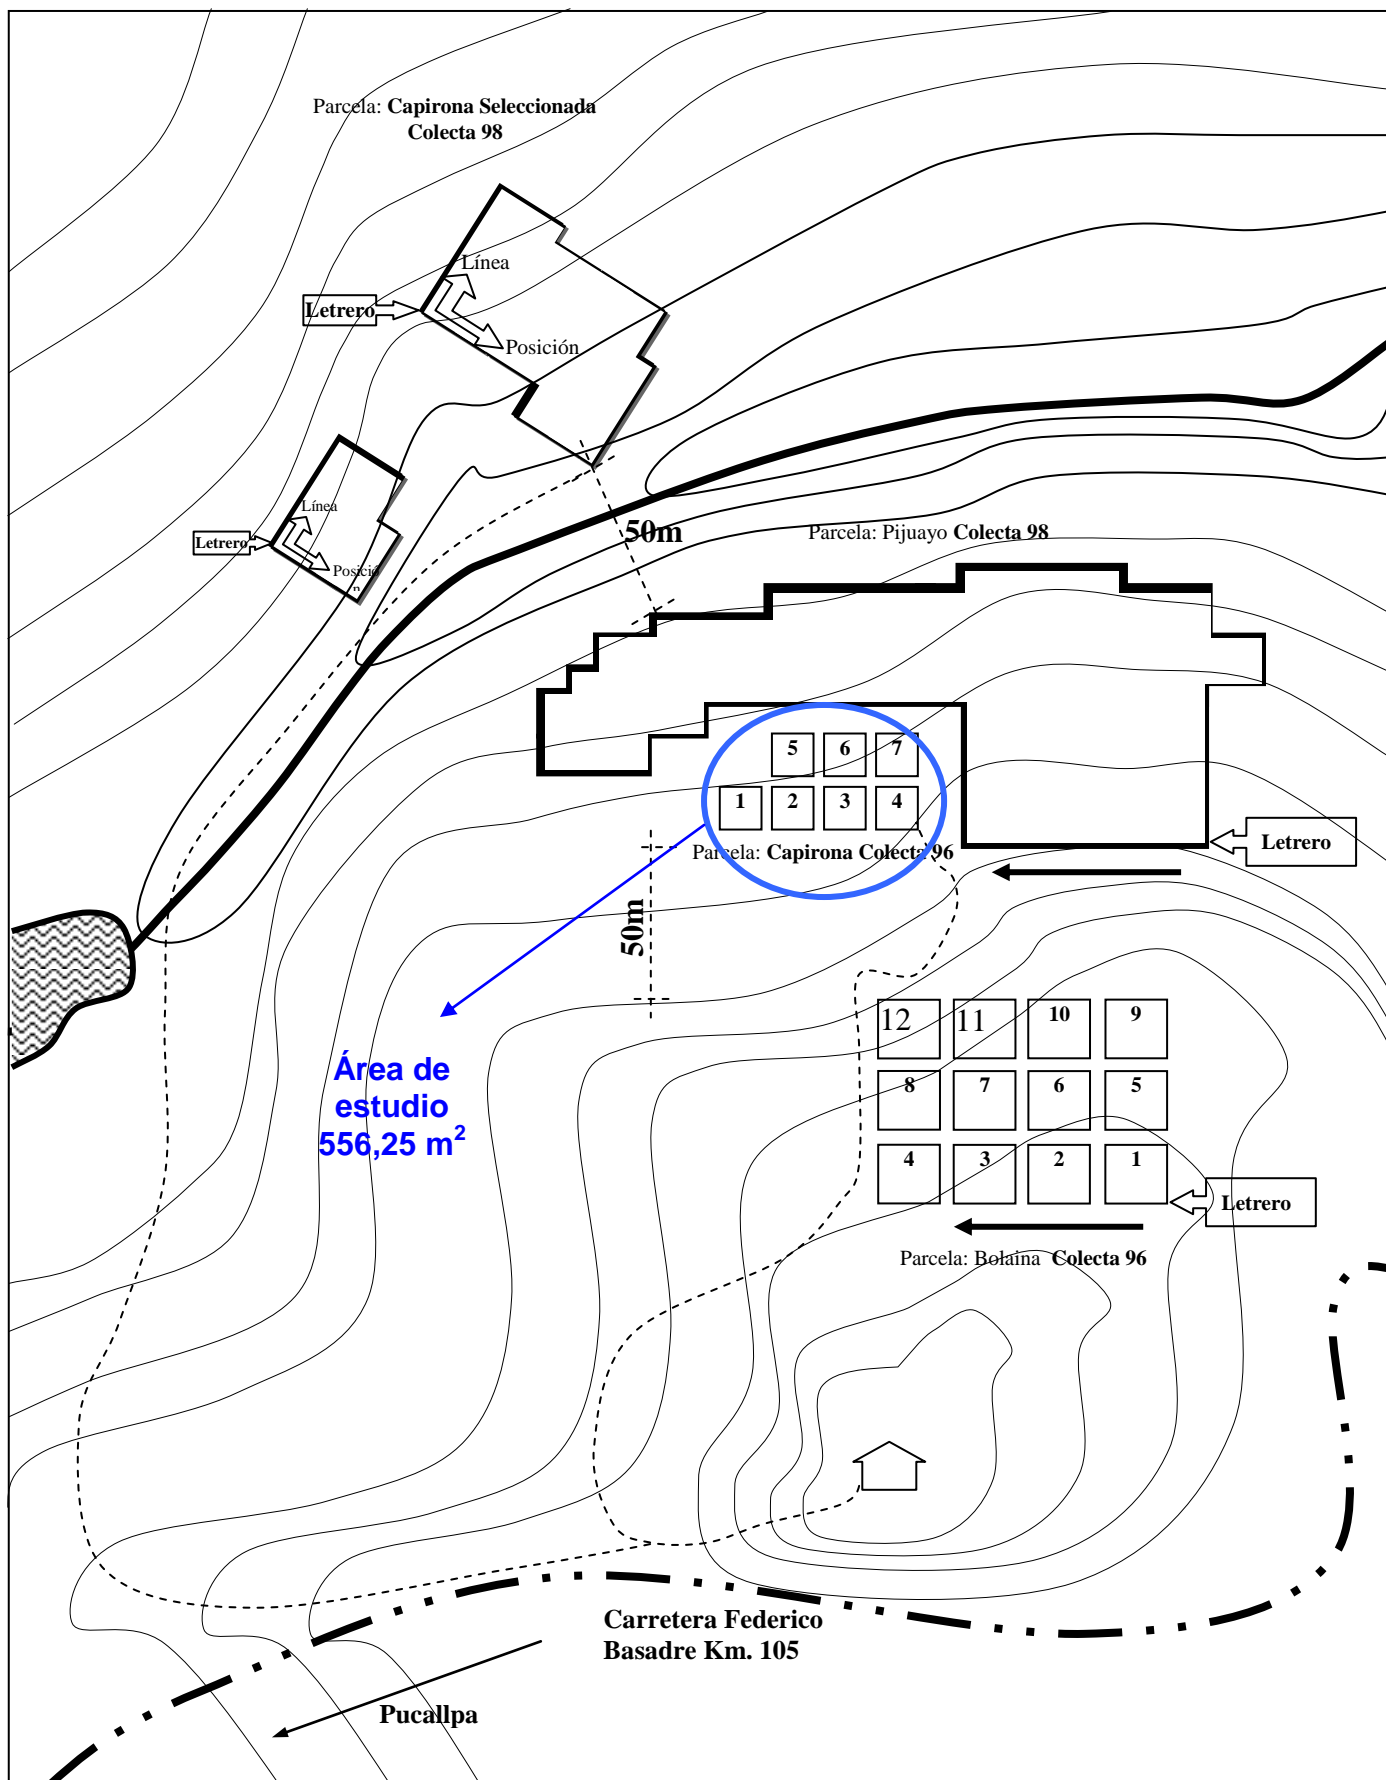 Parcela: Capirona Seleccionada
Colecta 98
Línea
Letrero
Posición
Línea
Letrero
Posició
n
50m
Parcela: Pijuayo Colecta 98
5 6 7
1 2 3 4
Letrero
Parcela: Capirona Colecta 96
50m
12 11 10 9
Área de
estudio
556,25 m²
8 7 6 5
4 3 2 1
Letrero
Parcela: Bolaina Colecta 96
Carretera Federico
Basadre Km. 105
Pucallpa